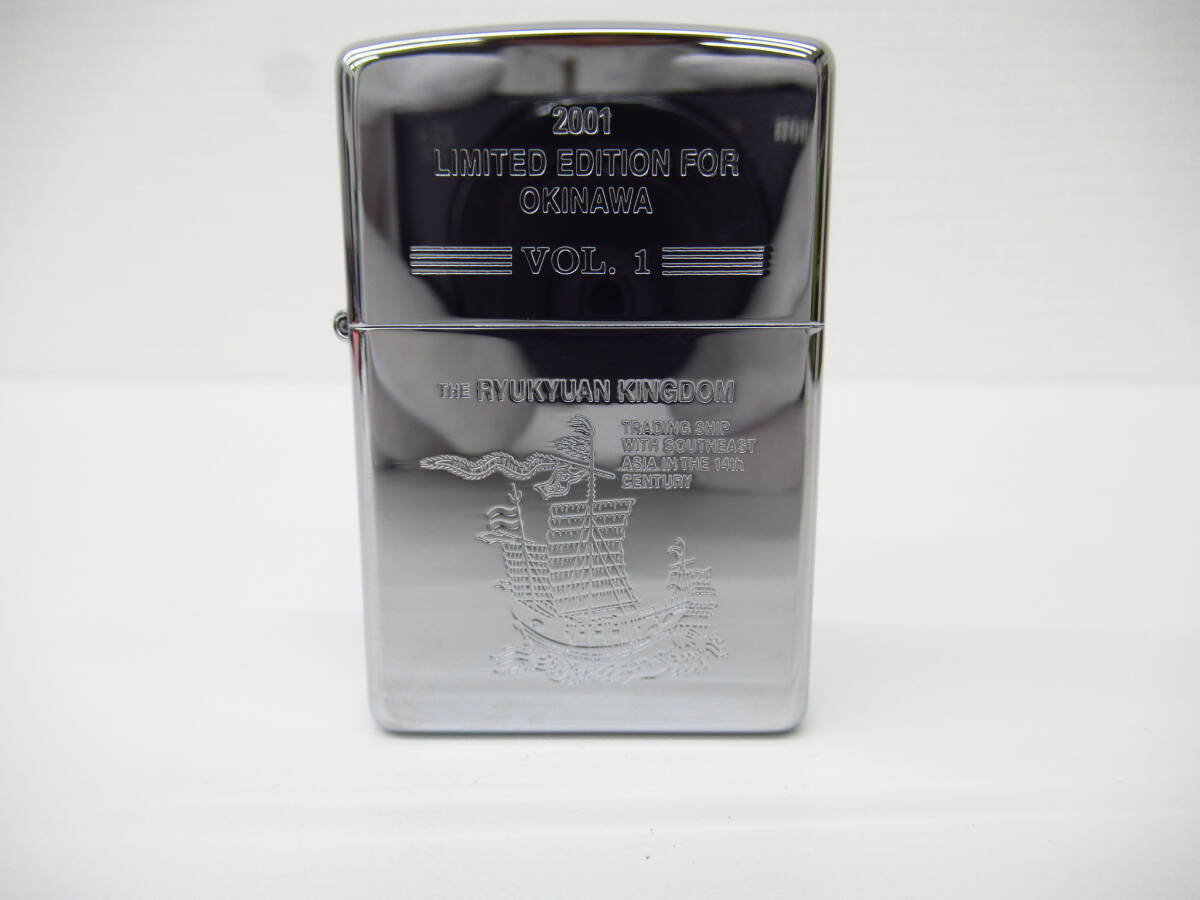 2001
LIMITED EDITION FOR
OKINAWA
VOL. 1
THE RYUKYUAN KINGDOM
TRADING SHIP
WITH SOUTHEAST
ASIA IN THE 14th
CENTURY